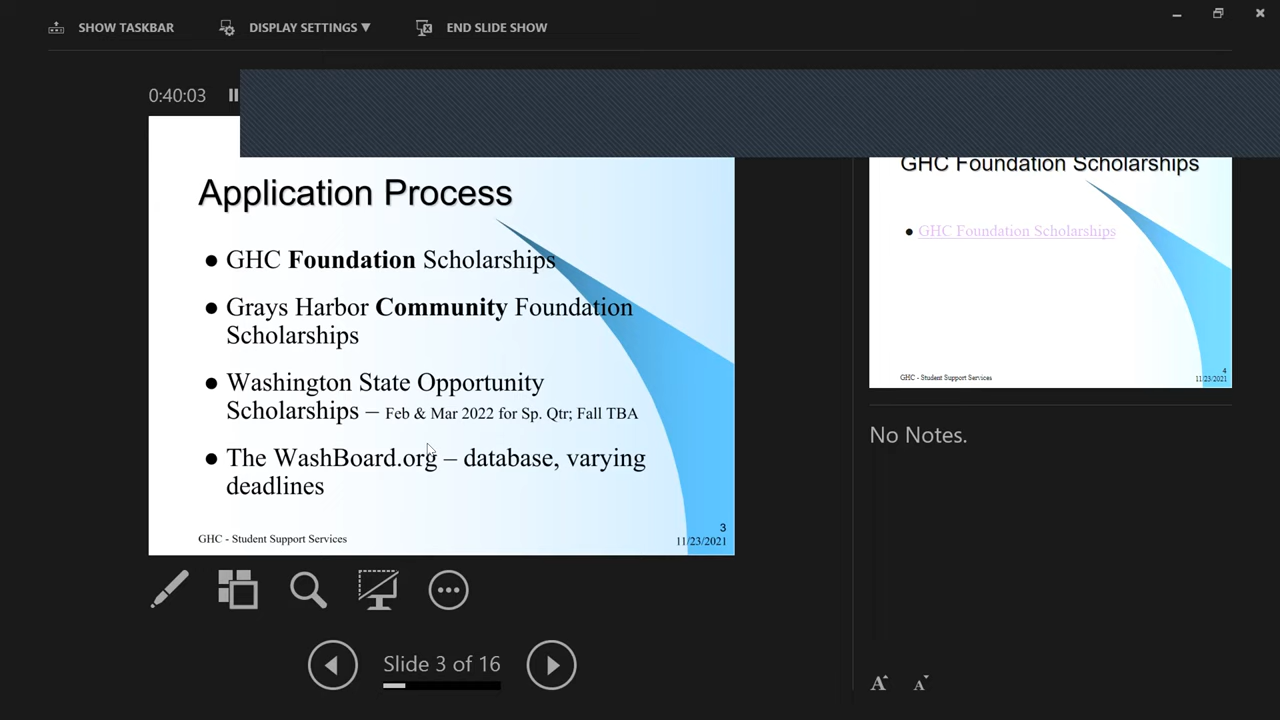 SHOW TASKBAR
DISPLAY SETTINGS ▼
END SLIDE SHOW
0:40:03
Application Process
● GHC Foundation Scholarships
● Grays Harbor Community Foundation
Scholarships
● Washington State Opportunity
Scholarships – Feb & Mar 2022 for Sp. Qtr; Fall TBA
● The WashBoard.org – database, varying
deadlines
GHC - Student Support Services
3
11/23/2021
Slide 3 of 16
GHC Foundation Scholarships
● GHC Foundation Scholarships
GHC - Student Support Services
4
11/23/2021
No Notes.
A A